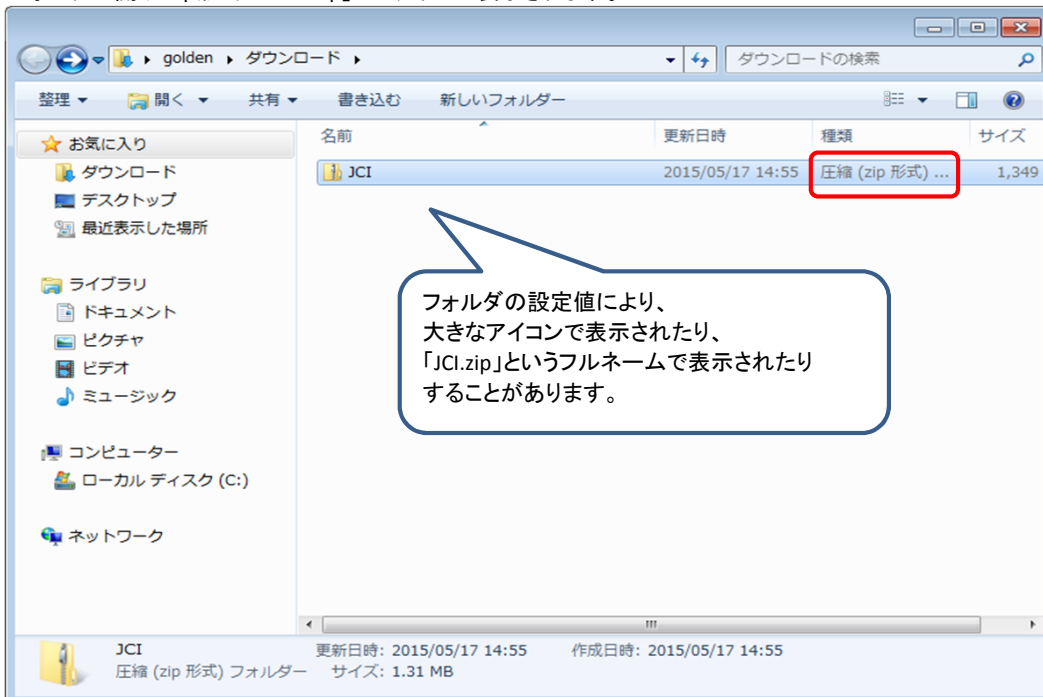 golden ダウンロード
ダウンロードの検索
整理 開く 共有 書き込む 新しいフォルダー
名前 更新日時 種類 サイズ
お気に入り
ダウンロード
デスクトップ
最近表示した場所
ライブラリ
ドキュメント
ピクチャ
ビデオ
ミュージック
コンピューター
ローカル ディスク (C:)
ネットワーク
JCI 2015/05/17 14:55 圧縮 (zip 形式) ... 1,349
フォルダの設定値により、
大きなアイコンで表示されたり、
「JCI.zip」というフルネームで表示されたり
することがあります。
JCI 更新日時: 2015/05/17 14:55 作成日時: 2015/05/17 14:55
圧縮 (zip 形式) フォルダー サイズ: 1.31 MB